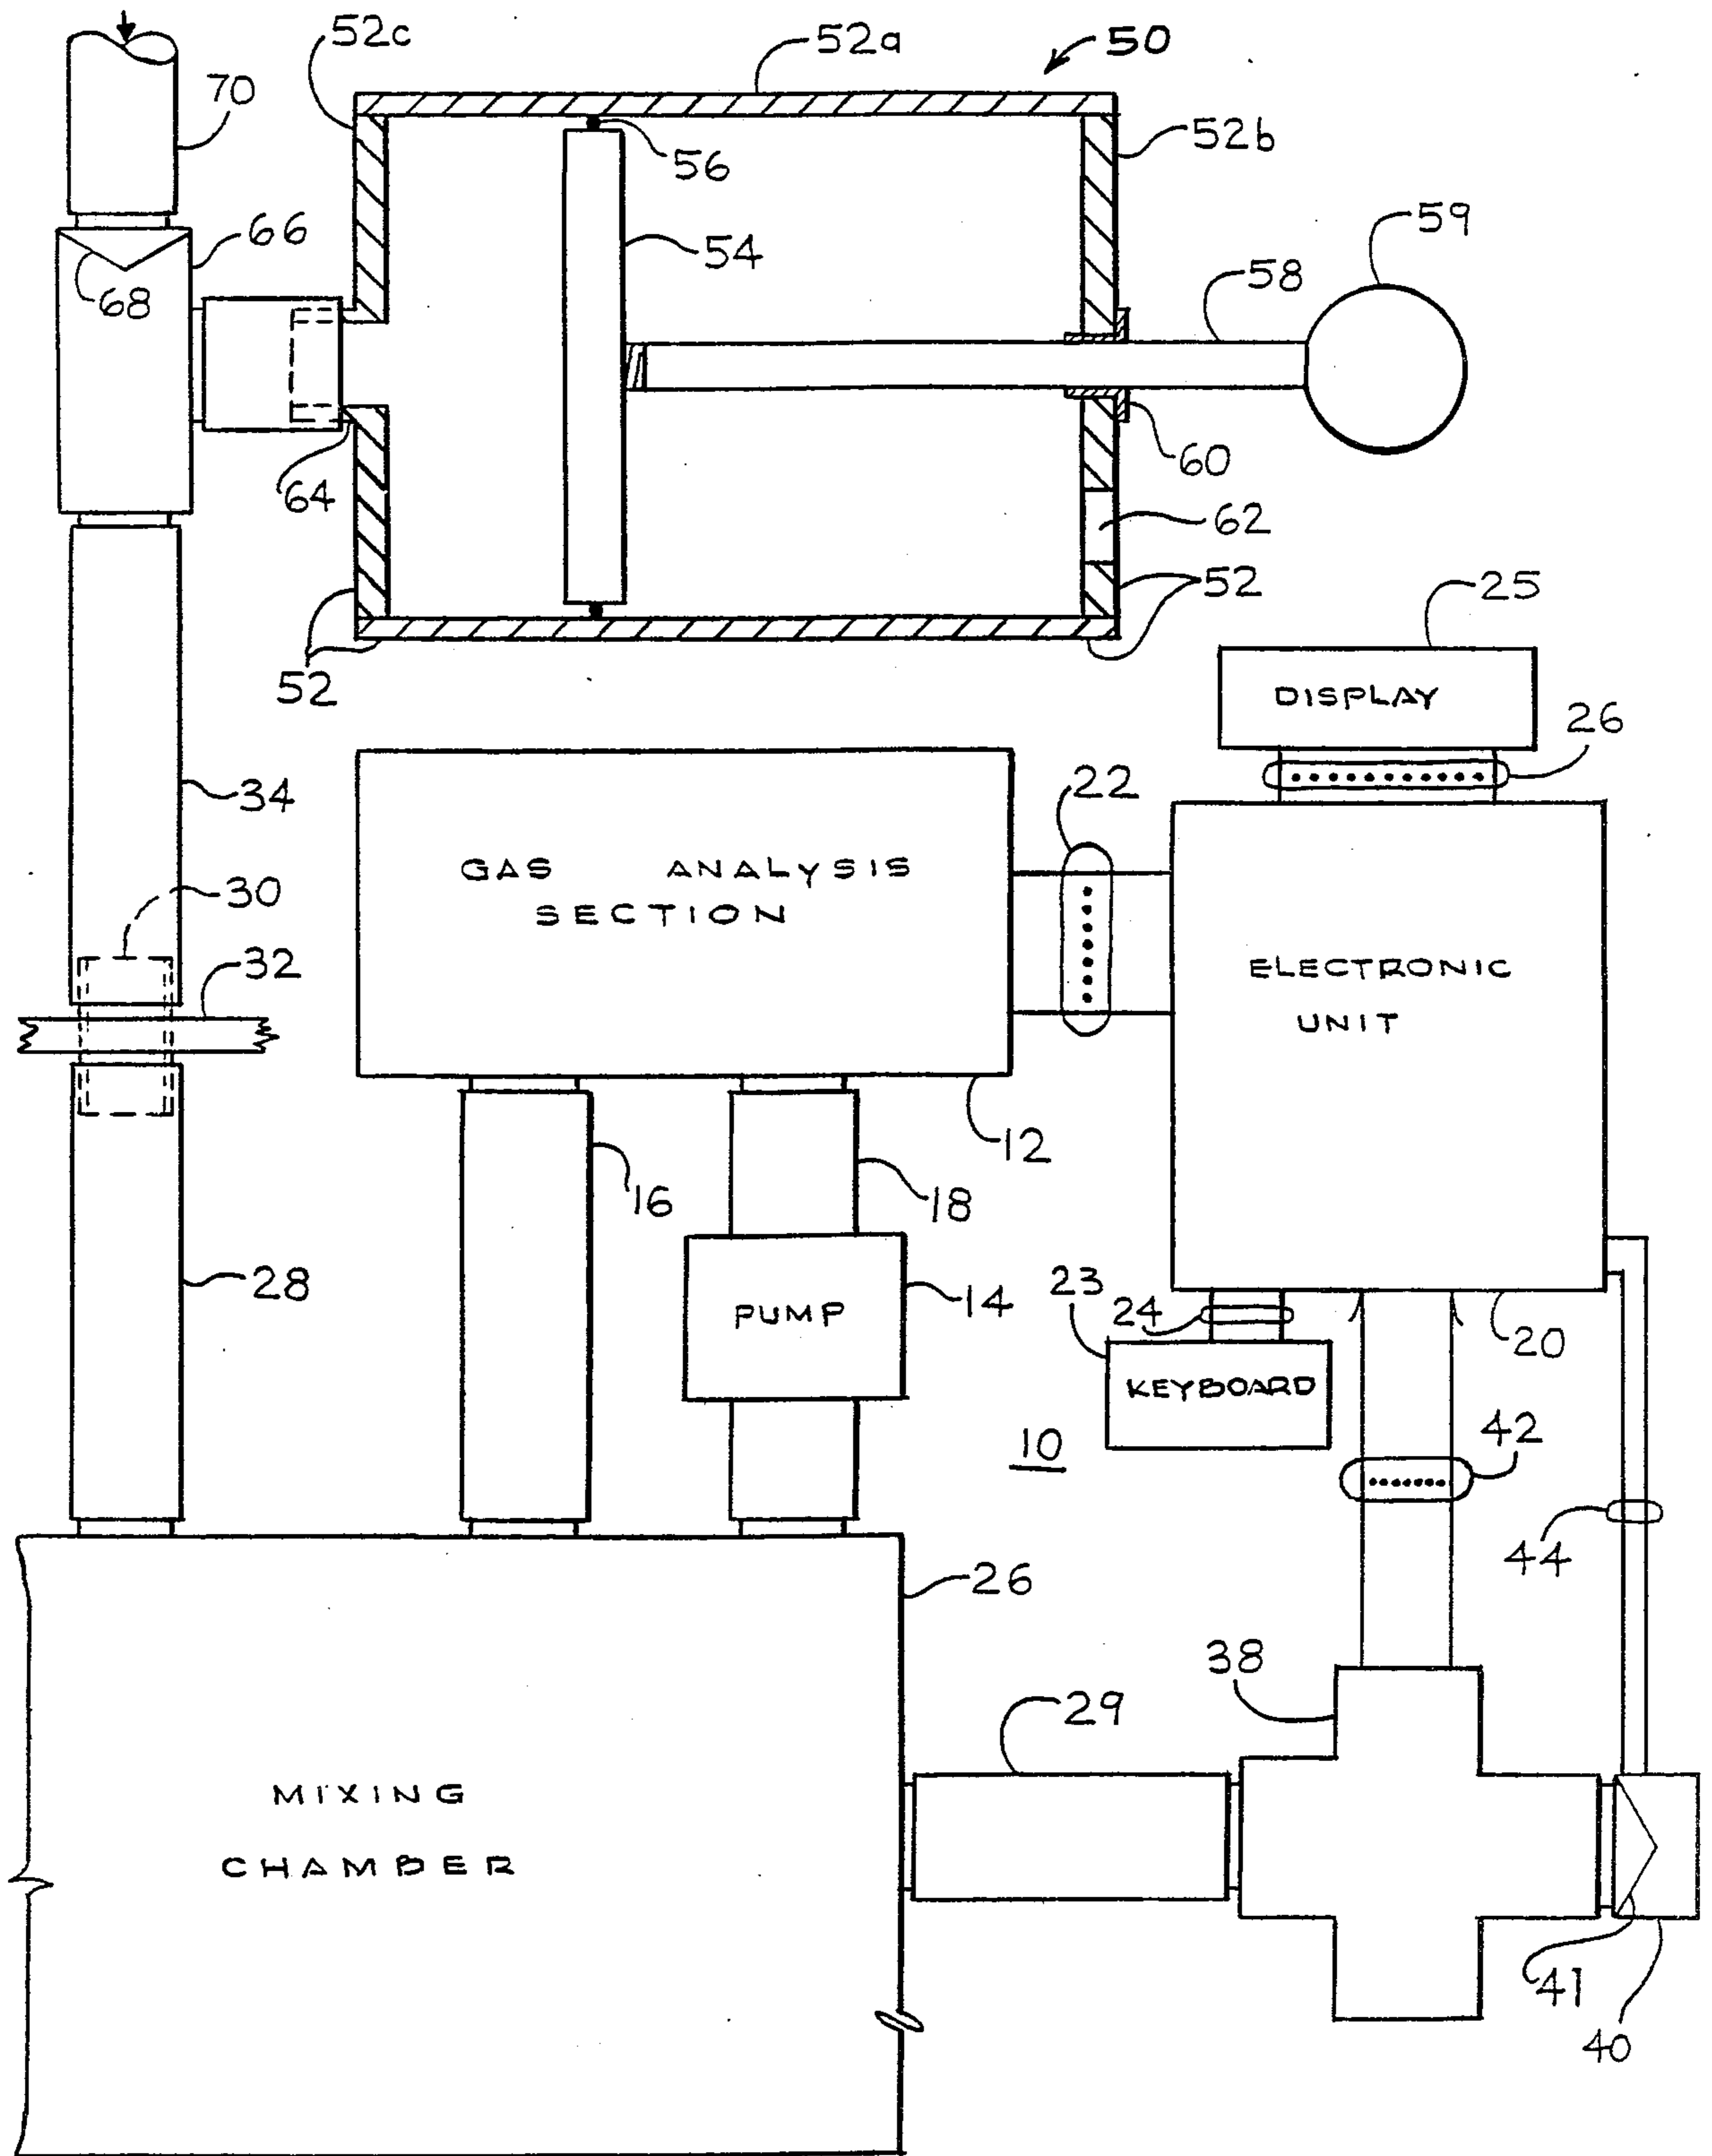 52c
52a
50
70
56
52b
66
54
59
58
68
60
64
62
52
52
25
DISPLAY
26
34
22
GAS ANALYSIS
SECTION
30
32
ELECTRONIC
UNIT
12
16
18
28
23
24
14
PUMP
20
KEYBOARD
10
42
44
26
38
29
MIXING
CHAMBER
41
40